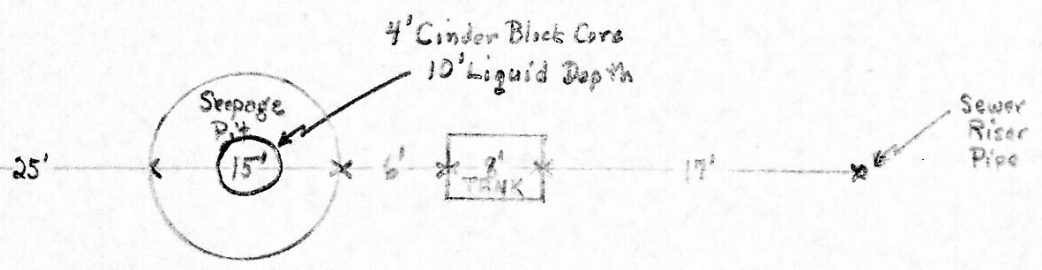 4' Cinder Block Core
10' Liquid Depth
Seepage
Pit
Sewer
Riser
Pipe
25'
15'
6'
8'
TANK
17'